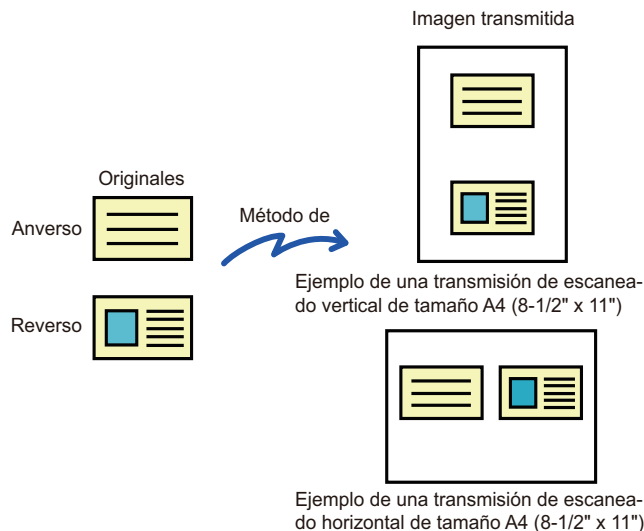 Imagen transmitida
Originales
Anverso
Método de
Reverso
Ejemplo de una transmisión de escanea-
do vertical de tamaño A4 (8-1/2" x 11")
Ejemplo de una transmisión de escanea-
do horizontal de tamaño A4 (8-1/2" x 11")